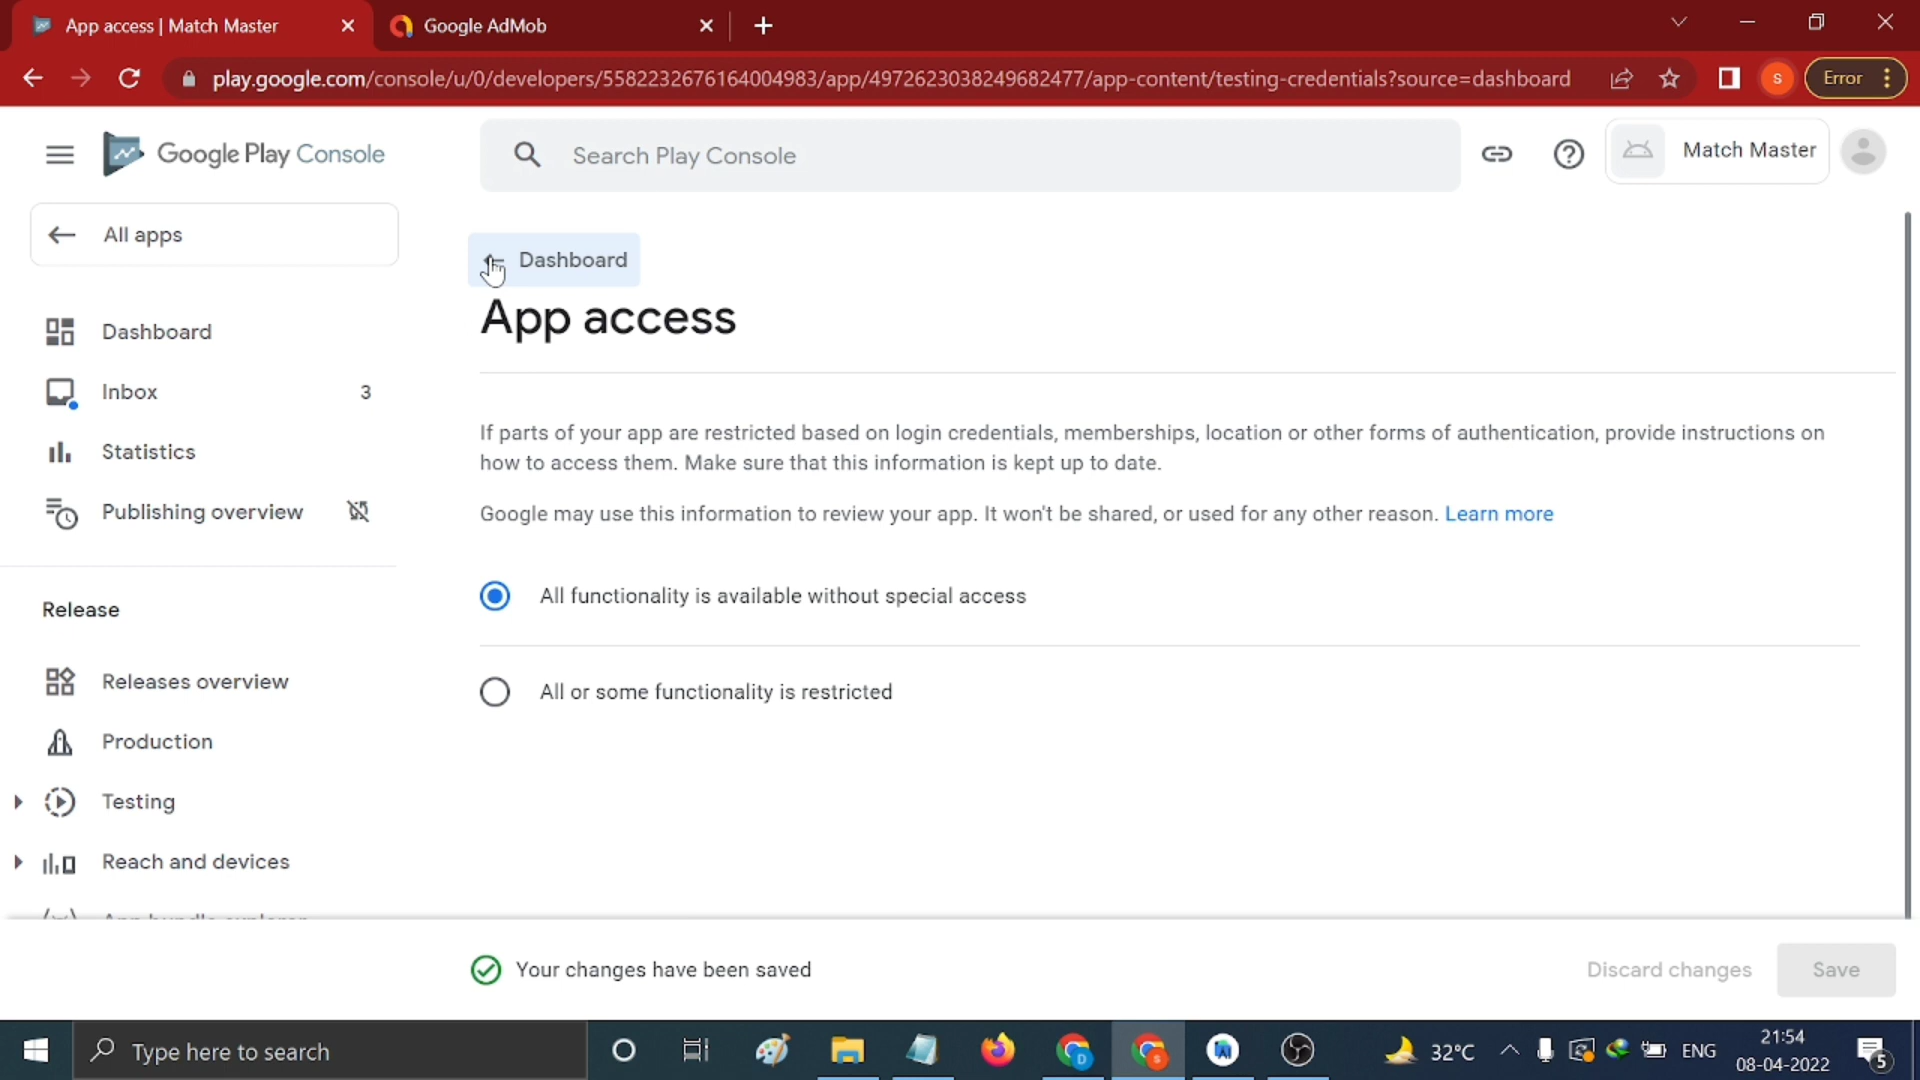 App access | Match Master
Google AdMob
play.google.com/console/u/0/developers/5582232676164004983/app/4972623038249682477/app-content/testing-credentials?source=dashboard
S
Error
Google Play Console
Search Play Console
Match Master
All apps
Dashboard
Dashboard
App access
Inbox 3
Statistics
Publishing overview
Release
Releases overview
Production
Testing
Reach and devices
If parts of your app are restricted based on login credentials, memberships, location or other forms of authentication, provide instructions on
how to access them. Make sure that this information is kept up to date.
Google may use this information to review your app. It won't be shared, or used for any other reason. Learn more
All functionality is available without special access
All or some functionality is restricted
Your changes have been saved
Discard changes
Save
Type here to search
D
S
32°C
ENG
21:54
08-04-2022
5